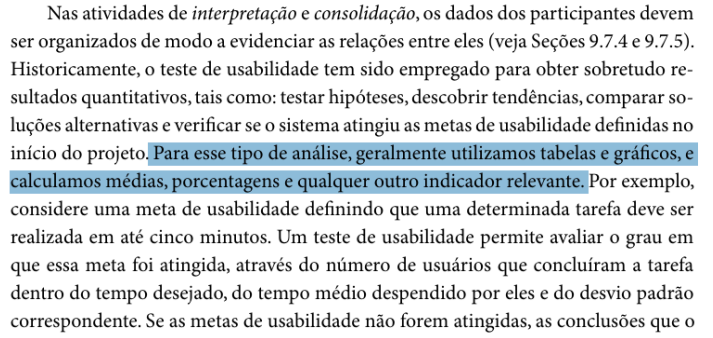 Nas atividades de interpretação e consolidação, os dados dos participantes devem
ser organizados de modo a evidenciar as relações entre eles (veja Seções 9.7.4 e 9.7.5).
Historicamente, o teste de usabilidade tem sido empregado para obter sobretudo re-
sultados quantitativos, tais como: testar hipóteses, descobrir tendências, comparar so-
luções alternativas e verificar se o sistema atingiu as metas de usabilidade definidas no
início do projeto. Para esse tipo de análise, geralmente utilizamos tabelas e gráficos, e
calculamos médias, porcentagens e qualquer outro indicador relevante. Por exemplo,
considere uma meta de usabilidade definindo que uma determinada tarefa deve ser
realizada em até cinco minutos. Um teste de usabilidade permite avaliar o grau em
que essa meta foi atingida, através do número de usuários que concluíram a tarefa
dentro do tempo desejado, do tempo médio despendido por eles e do desvio padrão
correspondente. Se as metas de usabilidade não forem atingidas, as conclusões que o